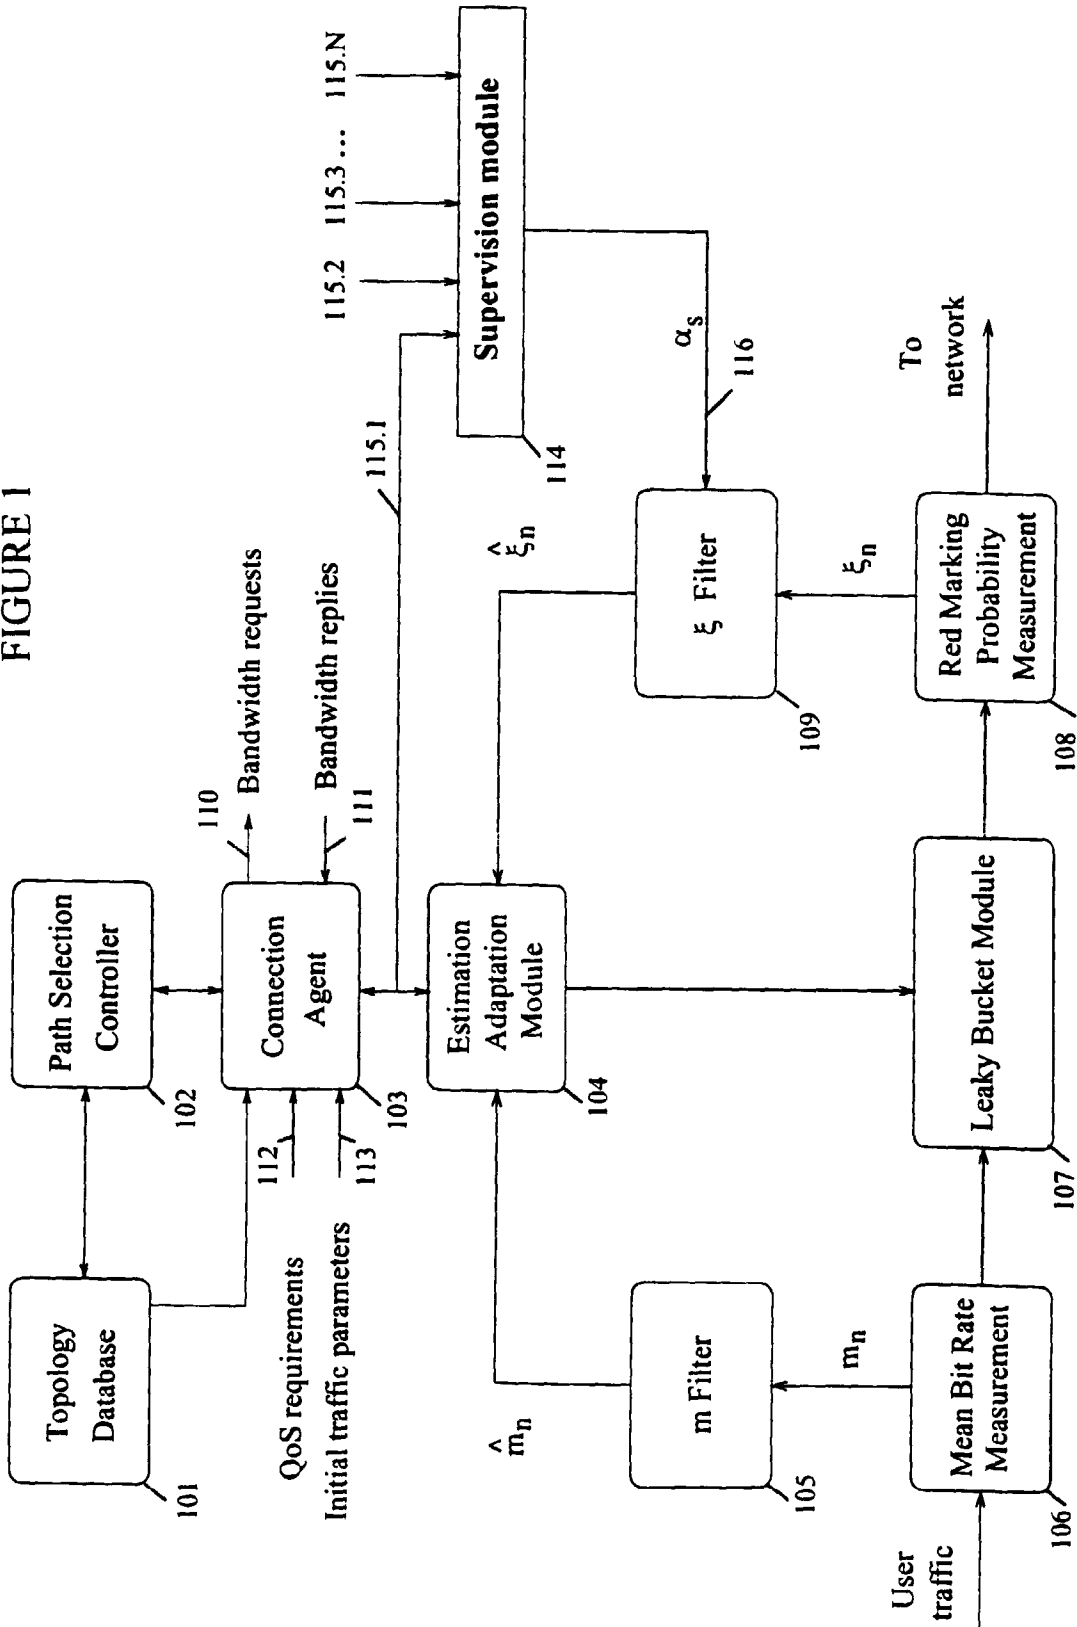 FIGURE 1
Topology
Database
101
Path Selection
Controller
102
QoS requirements
Initial traffic parameters
112
113
Connection
Agent
103
110
Bandwidth requests
111
Bandwidth replies
115.1
115.2
115.3 ...
115.N
Supervision module
114
α_s
116
m̂_n
Estimation
Adaptation
Module
104
ξ̂_n
m Filter
105
m_n
ξ Filter
109
ξ_n
User
traffic
Mean Bit Rate
Measurement
106
Leaky Bucket Module
107
Red Marking
Probability
Measurement
108
To
network